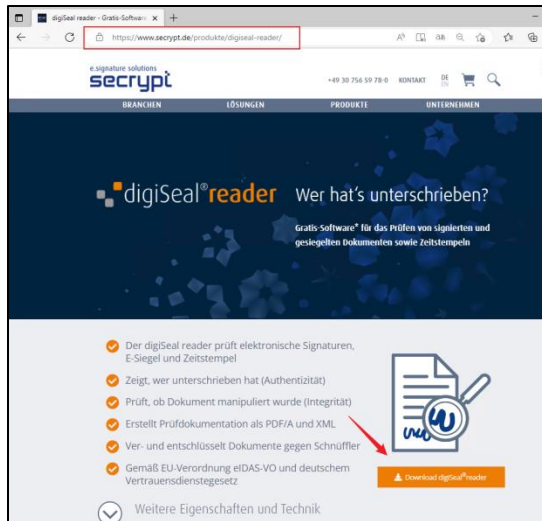 digiSeal reader - Gratis-Software
https://www.secrypt.de/produkte/digiseal-reader/
e.signature solutions
secrypt
+49 30 756 59 78-0 KONTAKT DE
EN
BRANCHEN LÖSUNGEN PRODUKTE UNTERNEHMEN
digiSeal®reader
Wer hat's unterschrieben?
Gratis-Software* für das Prüfen von signierten und
gesiegelten Dokumenten sowie Zeitstempeln
Der digiSeal reader prüft elektronische Signaturen,
E-Siegel und Zeitstempel
Zeigt, wer unterschrieben hat (Authentizität)
Prüft, ob Dokument manipuliert wurde (Integrität)
Erstellt Prüfdokumentation als PDF/A und XML
Ver- und entschlüsselt Dokumente gegen Schnüffler
Gemäß EU-Verordnung eIDAS-VO und deutschem
Vertrauensdienstegesetz
Download digiSeal®reader
Weitere Eigenschaften und Technik